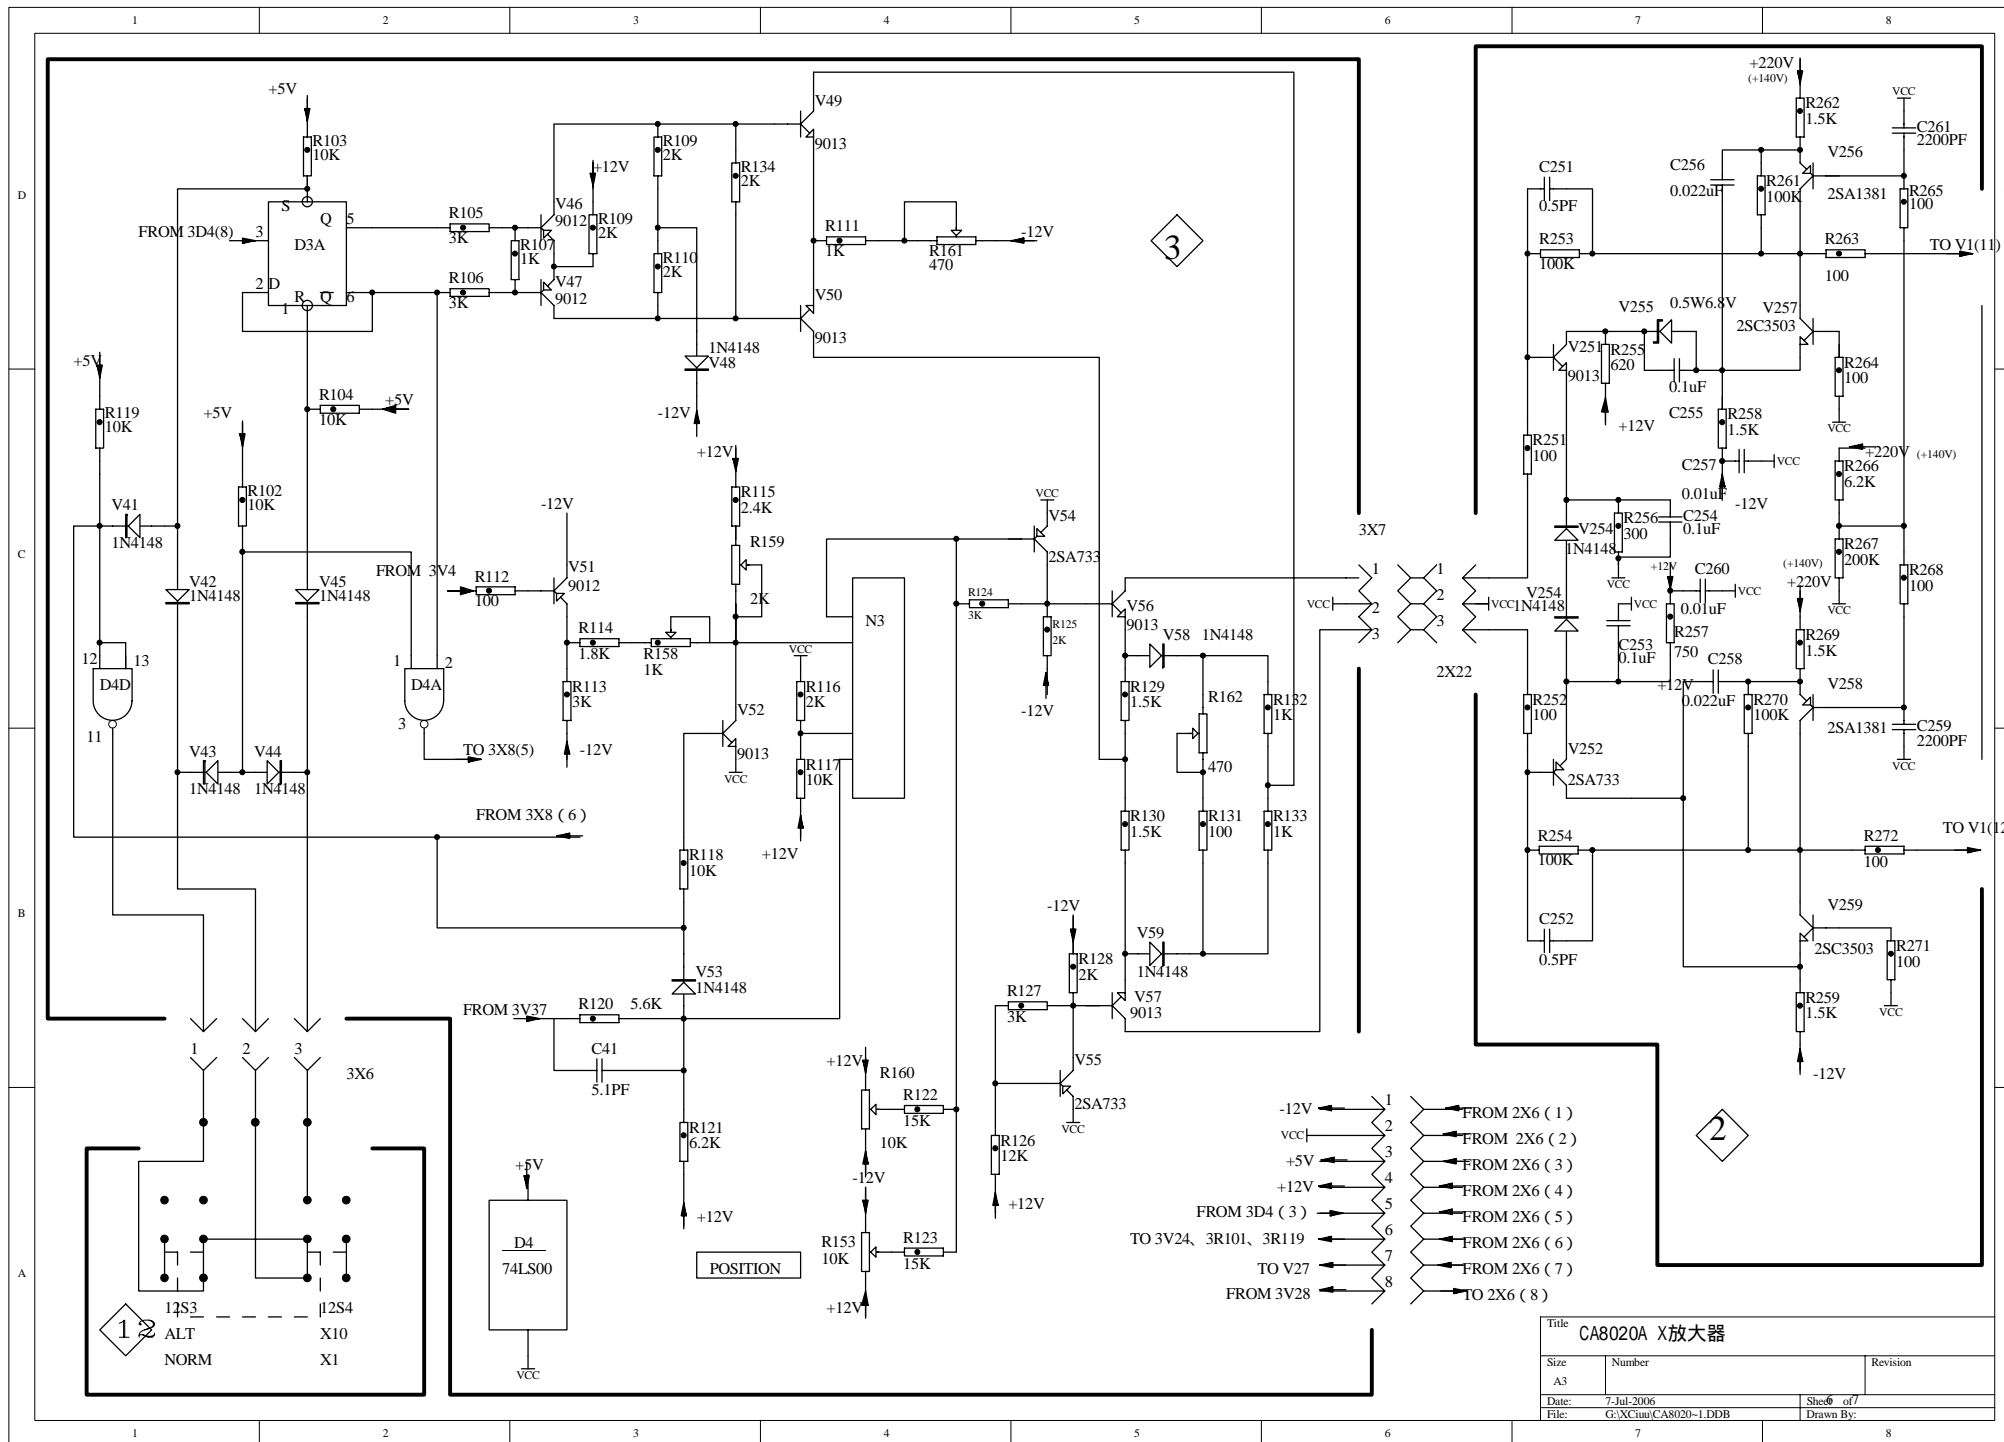 1 2 3 4 5 6 7 8
D
C
B
A
+5V
R103
10K
S
Q 5
3
D3A
2 D
R Q 6
1
FROM 3D4(8)
R105
3K
R106
3K
R107
1K
V46
9012
V47
9012
+12V
R109
2K
R109
2K
R110
2K
R134
2K
V49
9013
V50
9013
R111
1K
R161
470
-12V
1N4148
V48
-12V
3
+5V
R119
10K
+5V
R102
10K
R104
10K
+5V
V41
1N4148
V42
1N4148
V45
1N4148
12 13
D4D
11
1 2
D4A
3
TO 3X8(5)
V43
1N4148
V44
1N4148
FROM 3X8 ( 6 )
FROM 3V4
R112
100
-12V
V51
9012
R114
1.8K
R158
1K
R113
3K
-12V
+12V
R115
2.4K
R159
2K
V52
9013
VCC
VCC
R116
2K
R117
10K
+12V
N3
R118
10K
V53
1N4148
FROM 3V37
R120 5.6K
C41
5.1PF
R121
6.2K
+12V
VCC
V54
2SA733
R124
3K
R125
2K
-12V
V56
9013
V58 1N4148
R129
1.5K
R162
470
R132
1K
R130
1.5K
R131
100
R133
1K
V59
1N4148
-12V
R128
2K
R127
3K
V57
9013
V55
2SA733
VCC
R126
12K
+12V
+12V
R160
10K
R122
15K
-12V
R153
10K
R123
15K
+12V
POSITION
+5V
D4
74LS00
VCC
1 2 3
3X6
12S3
ALT
NORM
12S4
X10
X1
12
3X7
1 1
VCC 2 2 VCC
3 3
2X22
-12V 1 FROM 2X6 ( 1 )
VCC 2 FROM 2X6 ( 2 )
+5V 3 FROM 2X6 ( 3 )
+12V 4 FROM 2X6 ( 4 )
FROM 3D4 ( 3 ) 5 FROM 2X6 ( 5 )
TO 3V24、3R101、3R119 6 FROM 2X6 ( 6 )
TO V27 7 FROM 2X6 ( 7 )
FROM 3V28 8 TO 2X6 ( 8 )
C251
0.5PF
R253
100K
R251
100
V251
9013
R255
620
+12V
V255 0.5W6.8V
0.1uF
C255
C256
0.022uF
R258
1.5K
C257
0.01uF
VCC
-12V
+220V
(+140V)
R262
1.5K
R261
100K
V256
2SA1381
VCC
C261
2200PF
R265
100
R263
100
TO V1(11)
V257
2SC3503
R264
100
VCC
+220V (+140V)
R266
6.2K
R267
200K
VCC
R268
100
V254
1N4148
R256
300
C254
0.1uF
VCC
V254
1N4148
VCC
C253
0.1uF
+12V
C260
0.01uF
VCC
R257
750
+12V
(+140V)
+220V
R269
1.5K
C258
0.022uF
R270
100K
V258
2SA1381
C259
2200PF
VCC
R252
100
V252
2SA733
R254
100K
C252
0.5PF
R272
100
TO V1(12
V259
2SC3503
R271
100
VCC
R259
1.5K
-12V
2
Title CA8020A X放大器
Size Number Revision
A3
Date: 7-Jul-2006 Sheet 6 of 7
File: G:\XCiuu\CA8020~1.DDB Drawn By:
1 2 3 4 5 6 7 8